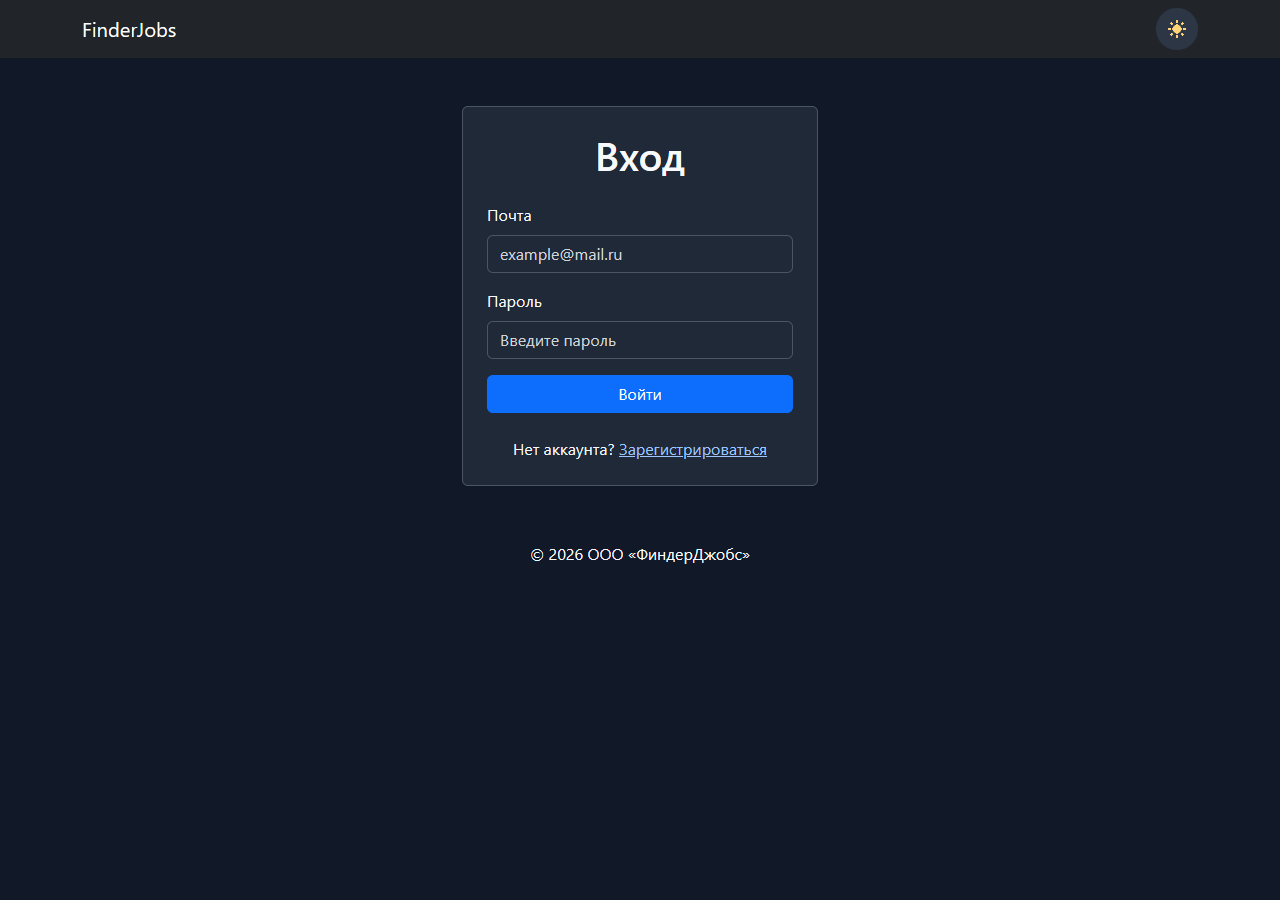 FinderJobs
Вход
Почта
example@mail.ru
Пароль
Введите пароль
Войти
Нет аккаунта? Зарегистрироваться
© 2026 ООО «ФиндерДжобс»